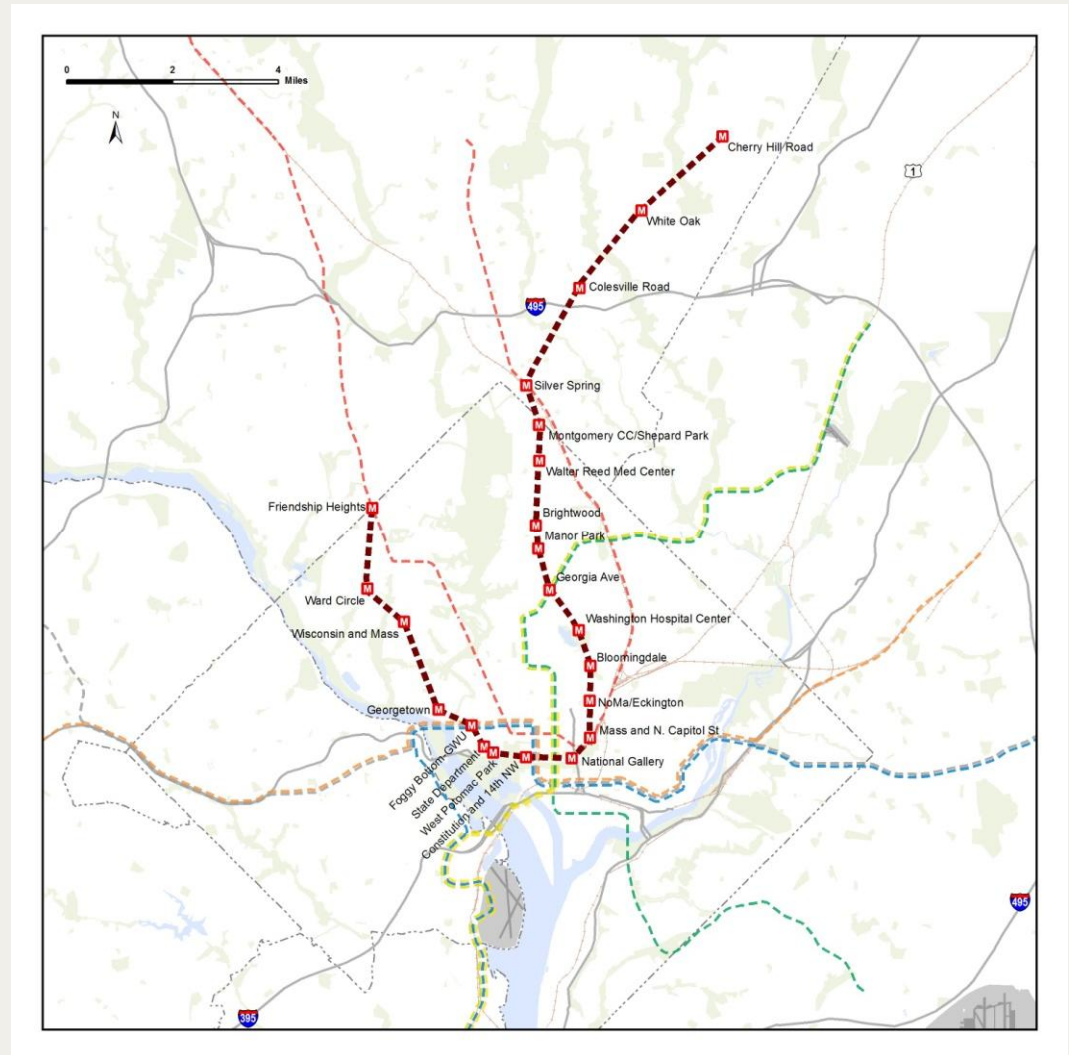 0 2 4
Miles
N
M Cherry Hill Road
1
M White Oak
M Colesville Road
495
M Silver Spring
M Montgomery CC/Shepard Park
M Walter Reed Med Center
Friendship Heights M
M Brightwood
M Manor Park
M Georgia Ave
Ward Circle M
Wisconsin and Mass M
M Washington Hospital Center
M Bloomingdale
M NoMa/Eckington
Georgetown M
M Mass and N. Capitol St
Foggy Bottom-GWU M
State Department M
West Potomac Park M
Constitution and 14th NW M
M National Gallery
495
395